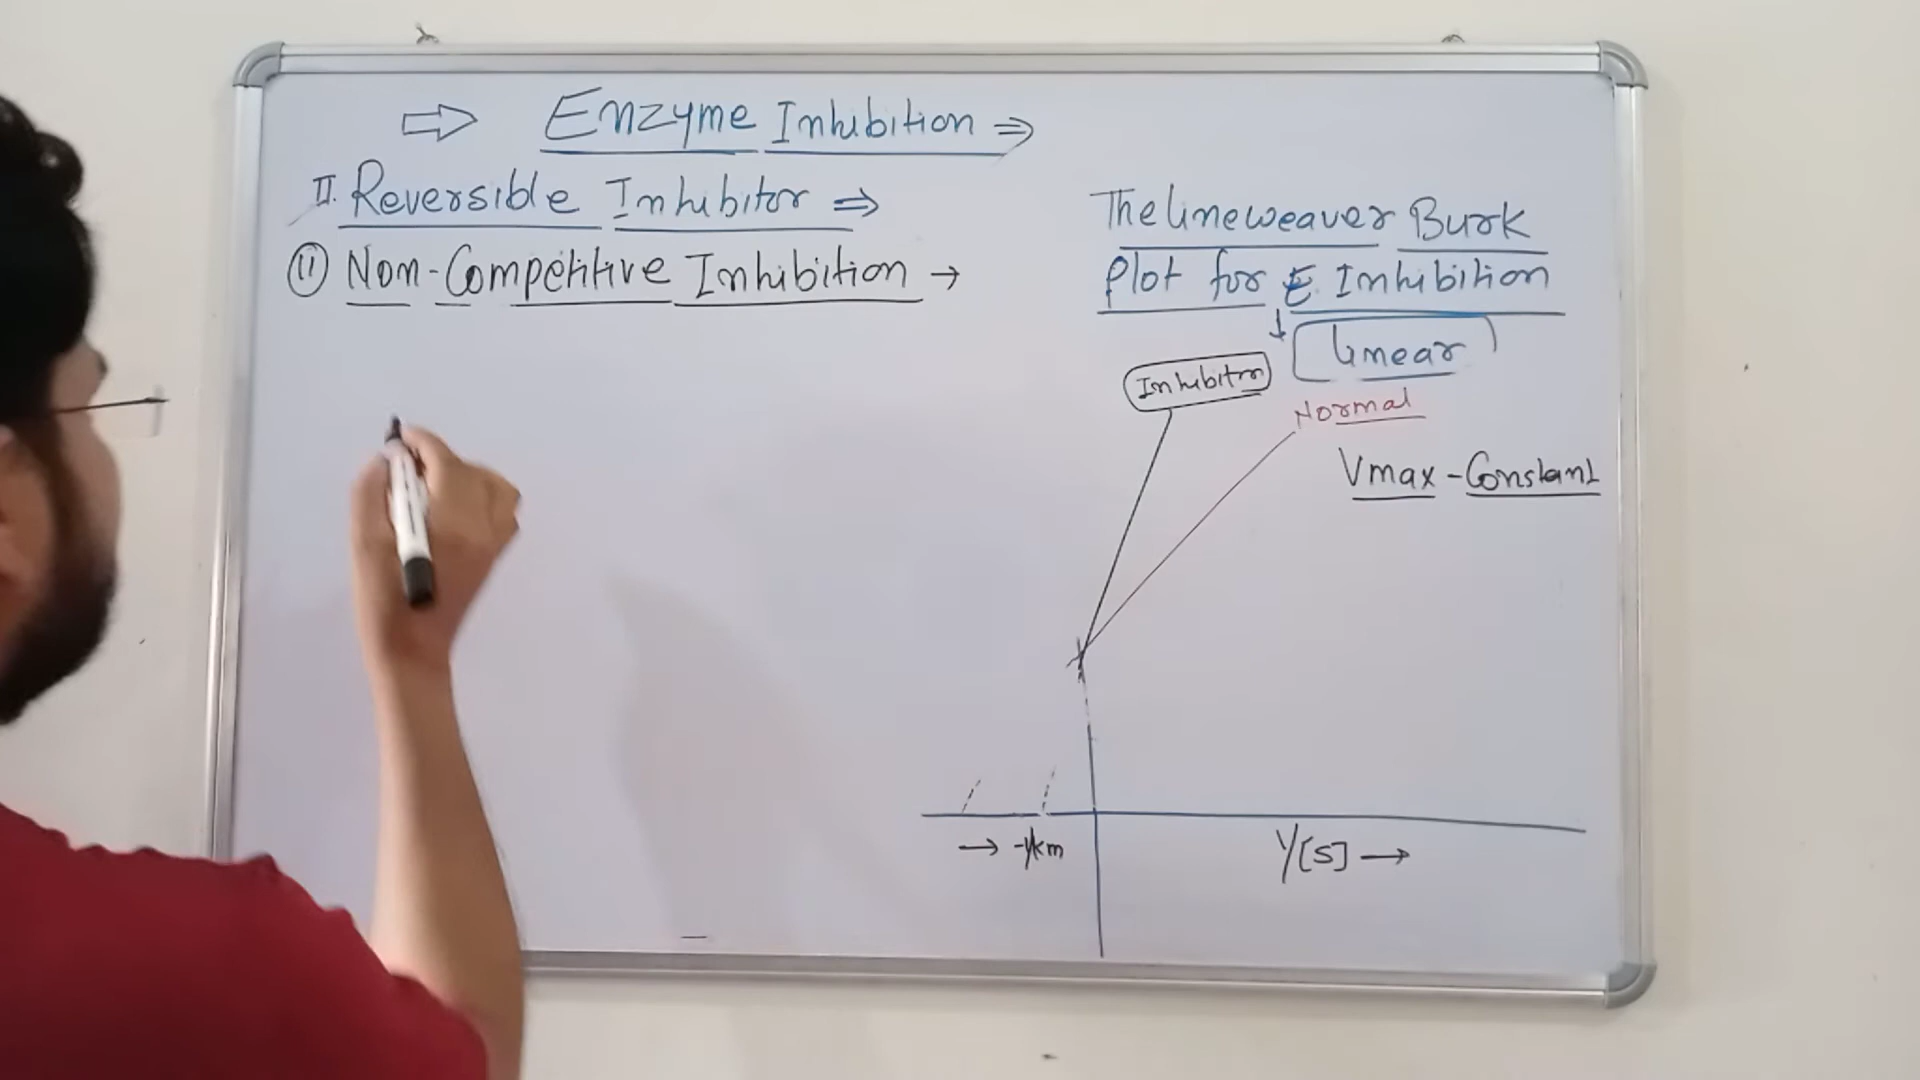 ⇒ Enzyme Inhibition ⇒
II. Reversible Inhibitor ⇒
(ii) Non-Competitive Inhibition →
The lineweaver Burk
Plot for E Inhibition
↓ linear
Inhibitor
Normal
Vmax - Constant
→ -1/km
1/[S] →